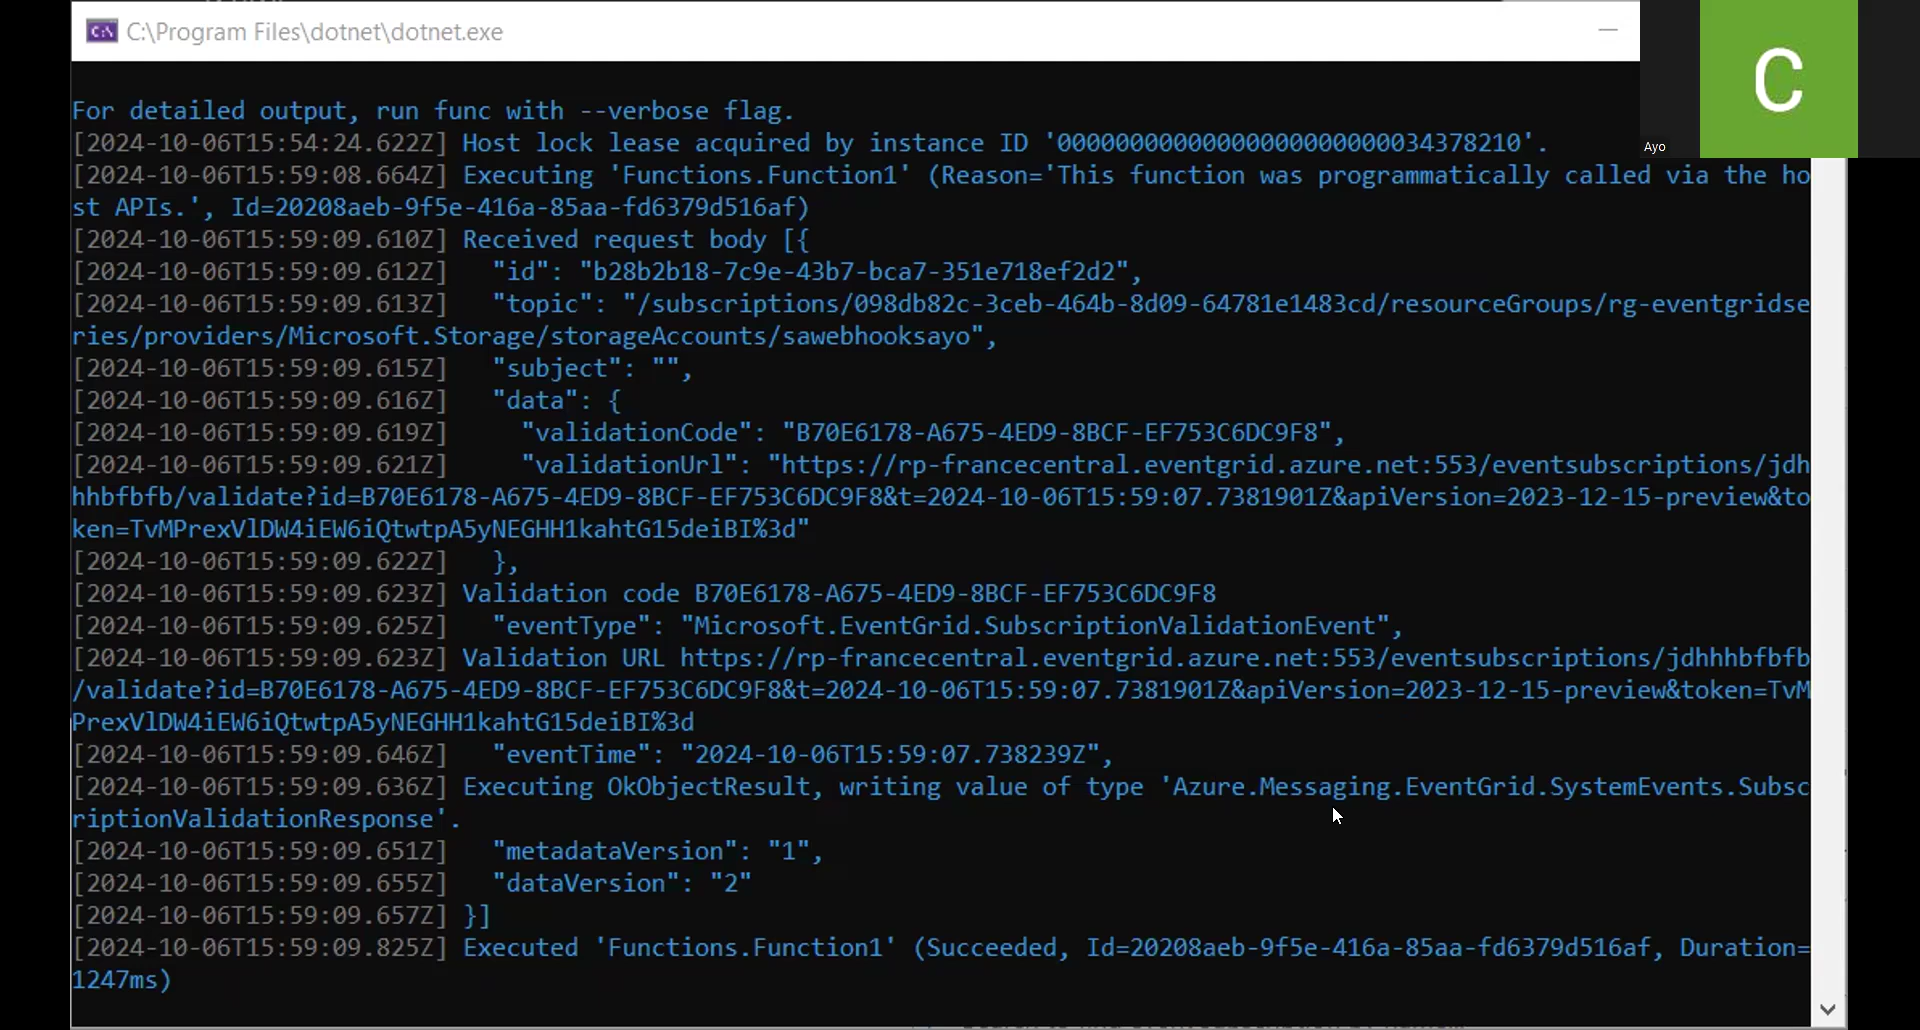 C:\Program Files\dotnet\dotnet.exe
C
Ayo
For detailed output, run func with --verbose flag.
[2024-10-06T15:54:24.622Z] Host lock lease acquired by instance ID '00000000000000000000000034378210'.
[2024-10-06T15:59:08.664Z] Executing 'Functions.Function1' (Reason='This function was programmatically called via the ho
st APIs.', Id=20208aeb-9f5e-416a-85aa-fd6379d516af)
[2024-10-06T15:59:09.610Z] Received request body [{
[2024-10-06T15:59:09.612Z]   "id": "b28b2b18-7c9e-43b7-bca7-351e718ef2d2",
[2024-10-06T15:59:09.613Z]   "topic": "/subscriptions/098db82c-3ceb-464b-8d09-64781e1483cd/resourceGroups/rg-eventgridse
ries/providers/Microsoft.Storage/storageAccounts/sawebhooksayo",
[2024-10-06T15:59:09.615Z]   "subject": "",
[2024-10-06T15:59:09.616Z]   "data": {
[2024-10-06T15:59:09.619Z]     "validationCode": "B70E6178-A675-4ED9-8BCF-EF753C6DC9F8",
[2024-10-06T15:59:09.621Z]     "validationUrl": "https://rp-francecentral.eventgrid.azure.net:553/eventsubscriptions/jdh
hhbfbfb/validate?id=B70E6178-A675-4ED9-8BCF-EF753C6DC9F8&t=2024-10-06T15:59:07.7381901Z&apiVersion=2023-12-15-preview&to
ken=TvMPrexVlDW4iEW6iQtwtpA5yNEGHH1kahtG15deiBI%3d"
[2024-10-06T15:59:09.622Z]   },
[2024-10-06T15:59:09.623Z] Validation code B70E6178-A675-4ED9-8BCF-EF753C6DC9F8
[2024-10-06T15:59:09.625Z]   "eventType": "Microsoft.EventGrid.SubscriptionValidationEvent",
[2024-10-06T15:59:09.623Z] Validation URL https://rp-francecentral.eventgrid.azure.net:553/eventsubscriptions/jdhhhbfbfb
/validate?id=B70E6178-A675-4ED9-8BCF-EF753C6DC9F8&t=2024-10-06T15:59:07.7381901Z&apiVersion=2023-12-15-preview&token=TvM
PrexVlDW4iEW6iQtwtpA5yNEGHH1kahtG15deiBI%3d
[2024-10-06T15:59:09.646Z]   "eventTime": "2024-10-06T15:59:07.738239Z",
[2024-10-06T15:59:09.636Z] Executing OkObjectResult, writing value of type 'Azure.Messaging.EventGrid.SystemEvents.Subsc
riptionValidationResponse'.
[2024-10-06T15:59:09.651Z]   "metadataVersion": "1",
[2024-10-06T15:59:09.655Z]   "dataVersion": "2"
[2024-10-06T15:59:09.657Z] }]
[2024-10-06T15:59:09.825Z] Executed 'Functions.Function1' (Succeeded, Id=20208aeb-9f5e-416a-85aa-fd6379d516af, Duration=
1247ms)